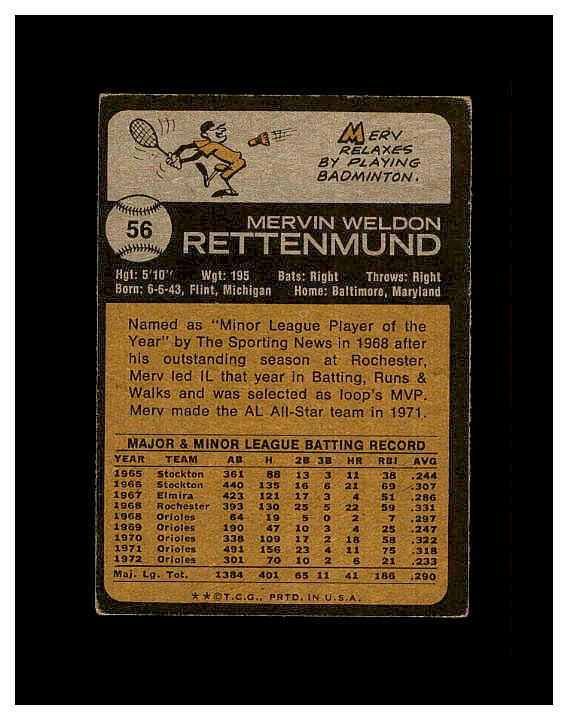 MERV
RELAXES
BY PLAYING
BADMINTON.
56
MERVIN WELDON
RETTENMUND
Hgt: 5'10" Wgt: 195 Bats: Right Throws: Right
Born: 6-6-43, Flint, Michigan Home: Baltimore, Maryland
Named as "Minor League Player of the
Year" by The Sporting News in 1968 after
his outstanding season at Rochester,
Merv led IL that year in Batting, Runs &
Walks and was selected as loop's MVP.
Merv made the AL All-Star team in 1971.
MAJOR & MINOR LEAGUE BATTING RECORD
YEAR TEAM AB H 2B 3B HR RBI AVG
1965 Stockton 361 88 13 3 11 38 .244
1966 Stockton 440 135 16 6 21 69 .307
1967 Elmira 423 121 17 3 4 51 .286
1968 Rochester 393 130 25 5 22 59 .331
1968 Orioles 64 19 5 0 2 7 .297
1969 Orioles 190 47 10 3 4 25 .247
1970 Orioles 338 109 17 2 18 58 .322
1971 Orioles 491 156 23 4 11 75 .318
1972 Orioles 301 70 10 2 6 21 .233
Maj. Lg. Tot. 1384 401 65 11 41 186 .290
**©T.C.G., PRTD. IN U.S.A.